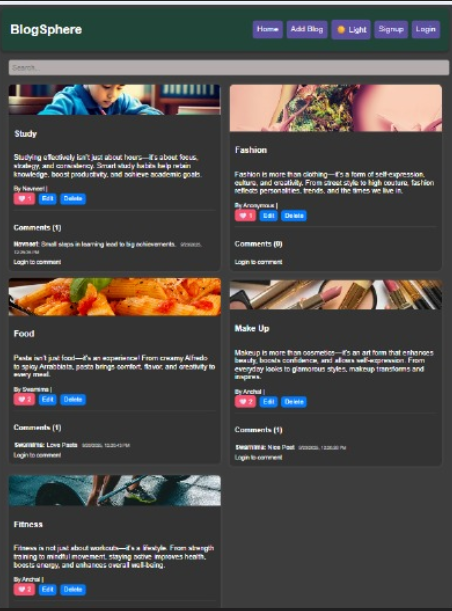 BlogSphere
Home
Add Blog
Light
Signup
Login
Search...
Study
Studying effectively isn't just about hours—it's about focus,
strategy, and consistency. Smart study habits help retain
knowledge, boost productivity, and achieve academic goals.
By Navneet |
1 Edit Delete
Comments (1)
Navneet: Small steps in learning lead to big achievements.
Login to comment
Fashion
Fashion is more than clothing—it's a form of self-expression,
culture, and creativity. From street style to high couture, fashion
reflects personalities, trends, and the times we live in.
By Anonymous |
1 Edit Delete
Comments (0)
Login to comment
Food
Pasta isn't just food—it's an experience! From creamy Alfredo
to spicy Arrabbiata, pasta brings comfort, flavor, and creativity to
every meal.
By Swarnima |
2 Edit Delete
Comments (1)
Swarnima: Love Pasta
Login to comment
Make Up
Makeup is more than cosmetics—it's an art form that enhances
beauty, boosts confidence, and allows self-expression. From
everyday looks to glamorous styles, makeup transforms and
inspires.
By Anchal |
2 Edit Delete
Comments (1)
Swarnima: Nice Post
Login to comment
Fitness
Fitness is not just about workouts—it's a lifestyle. From strength
training to mindful movement, staying active improves health,
boosts energy, and enhances overall well-being.
By Anchal |
2 Edit Delete